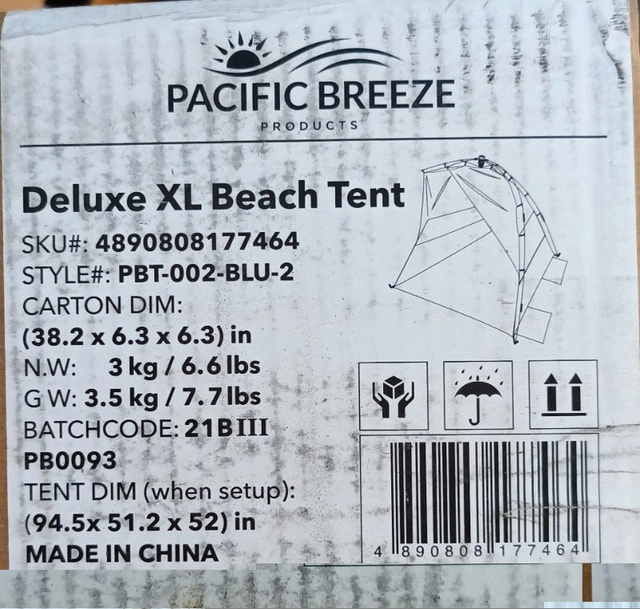 PACIFIC BREEZE
PRODUCTS
Deluxe XL Beach Tent
SKU#: 4890808177464
STYLE#: PBT-002-BLU-2
CARTON DIM:
(38.2 x 6.3 x 6.3) in
N.W: 3 kg / 6.6 lbs
G W: 3.5 kg / 7.7 lbs
BATCHCODE: 21BIII
PB0093
TENT DIM (when setup):
(94.5x 51.2 x 52) in
MADE IN CHINA
4 890808 177464